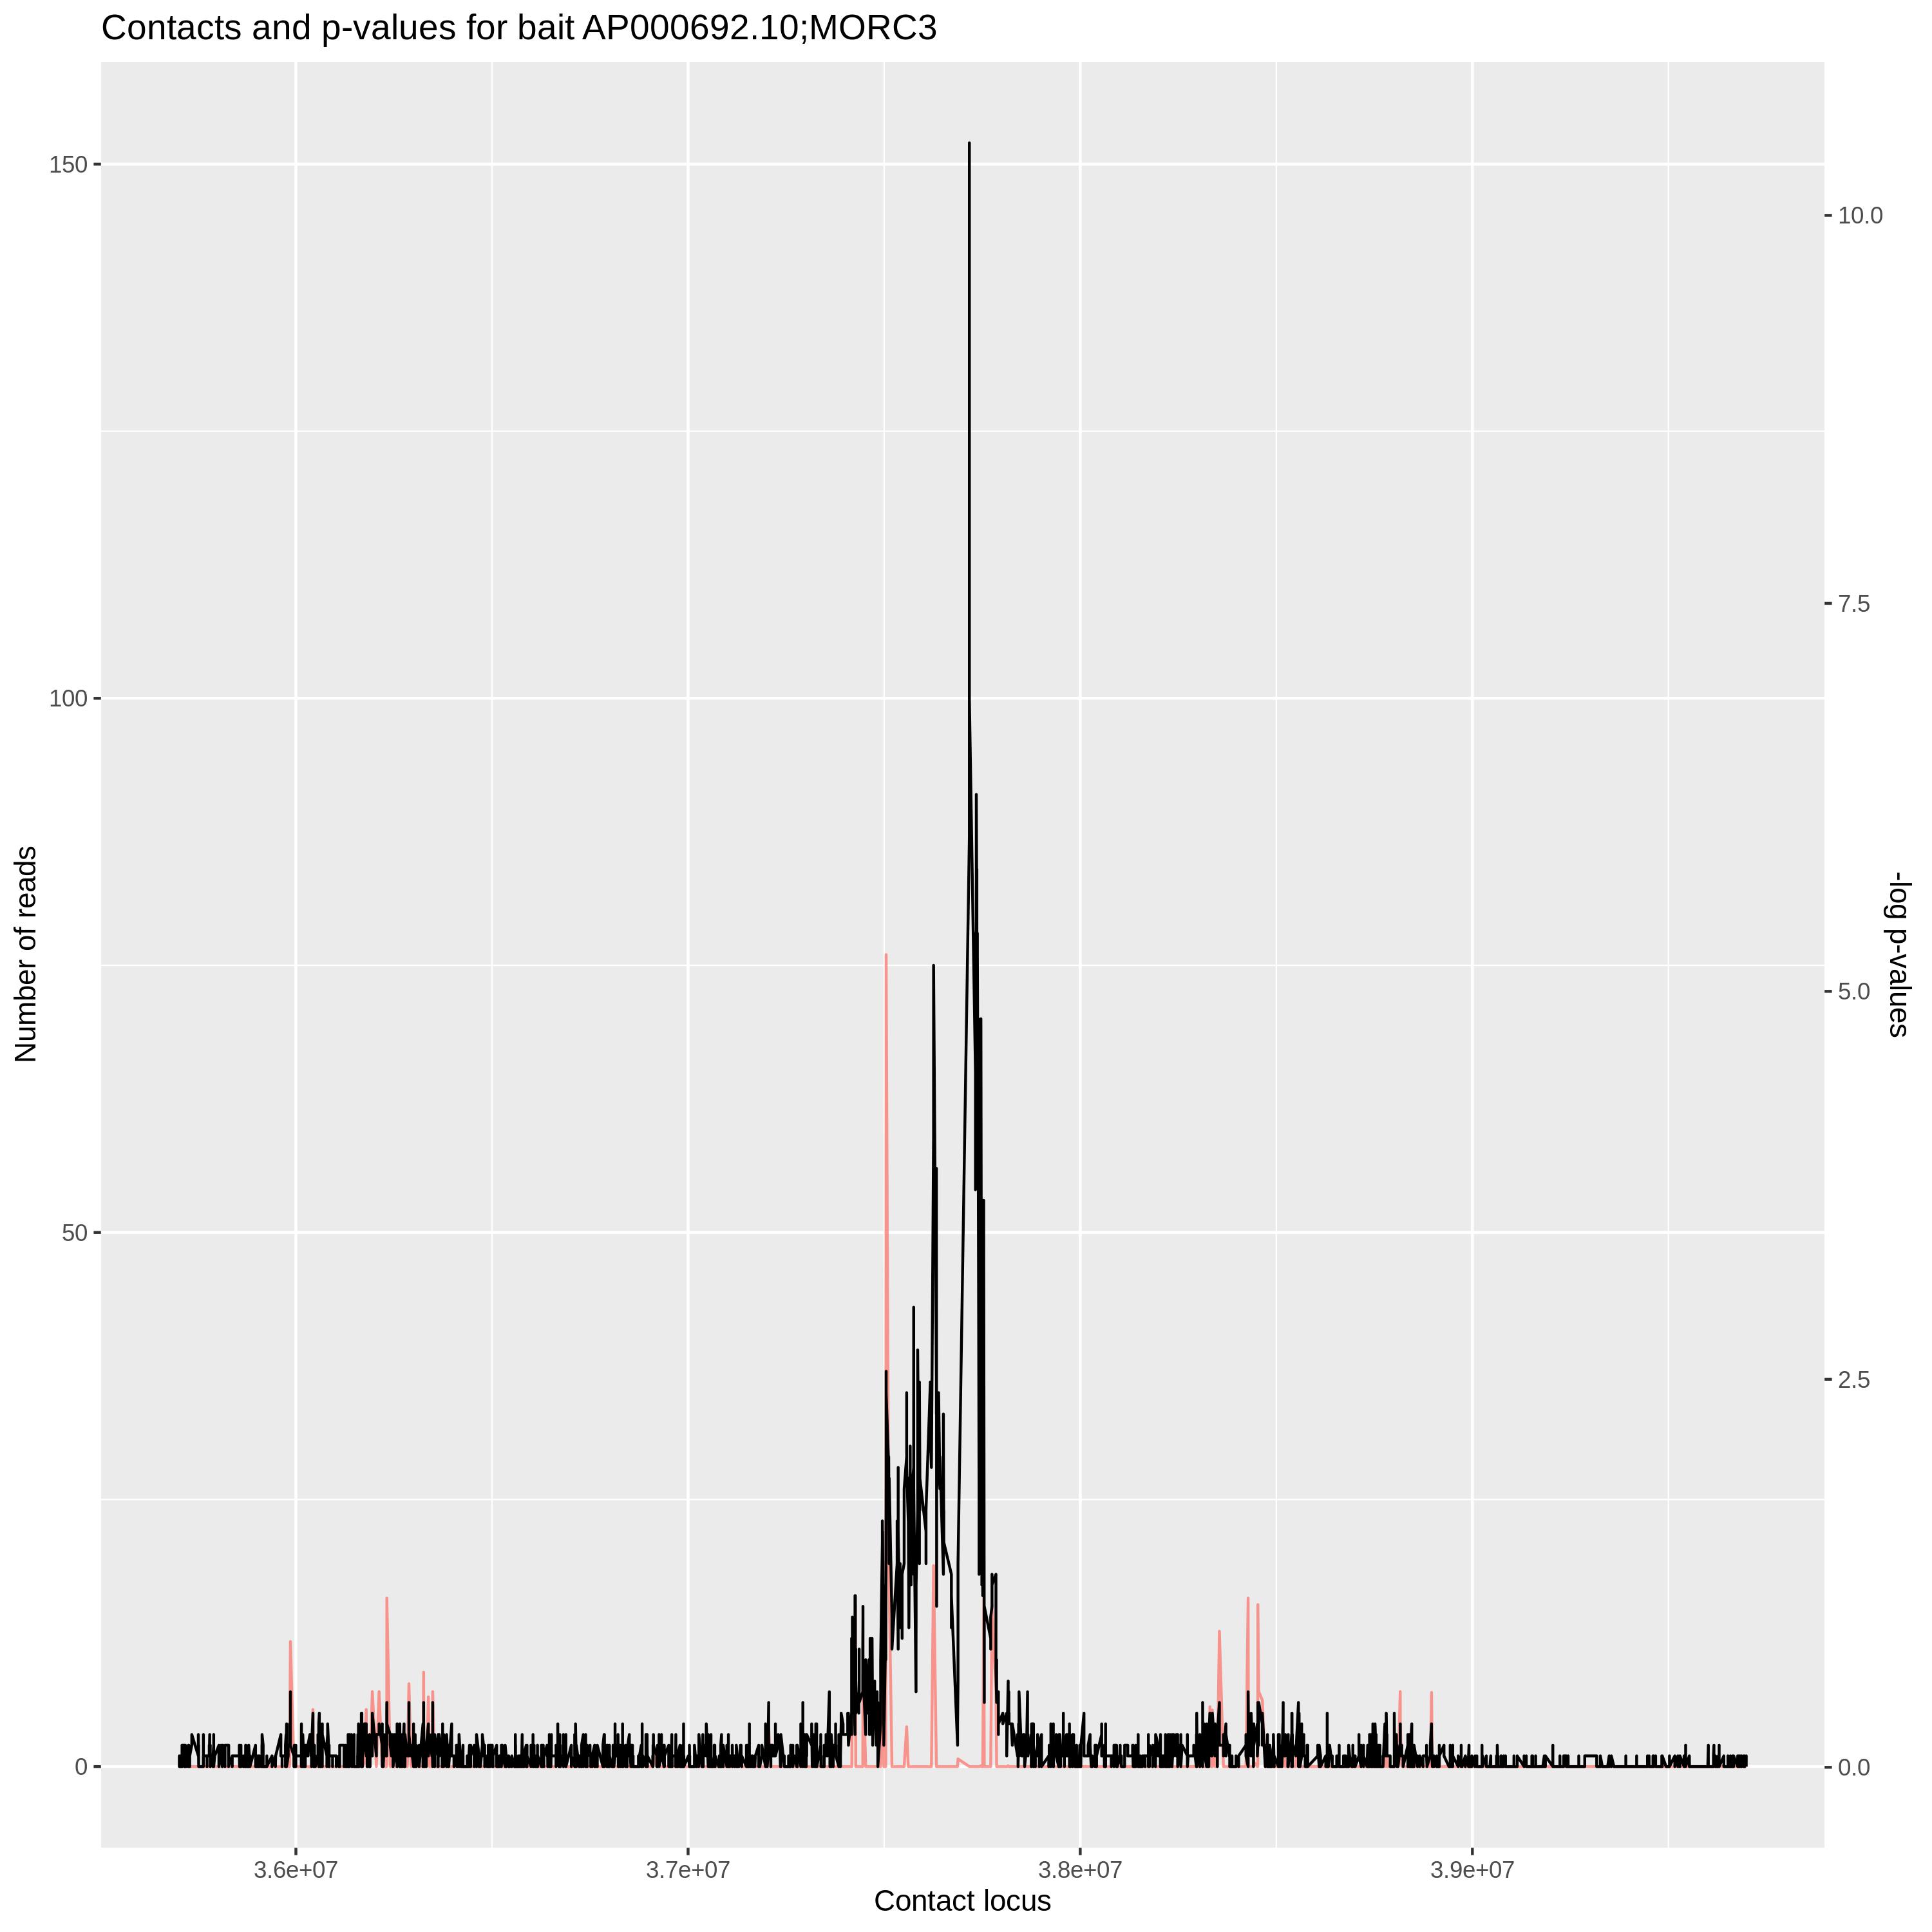 Contacts and p-values for bait AP000692.10;MORC3
150
100
50
0
10.0
7.5
5.0
2.5
0.0
Number of reads
-log p-values
3.6e+07
3.7e+07
3.8e+07
3.9e+07
Contact locus